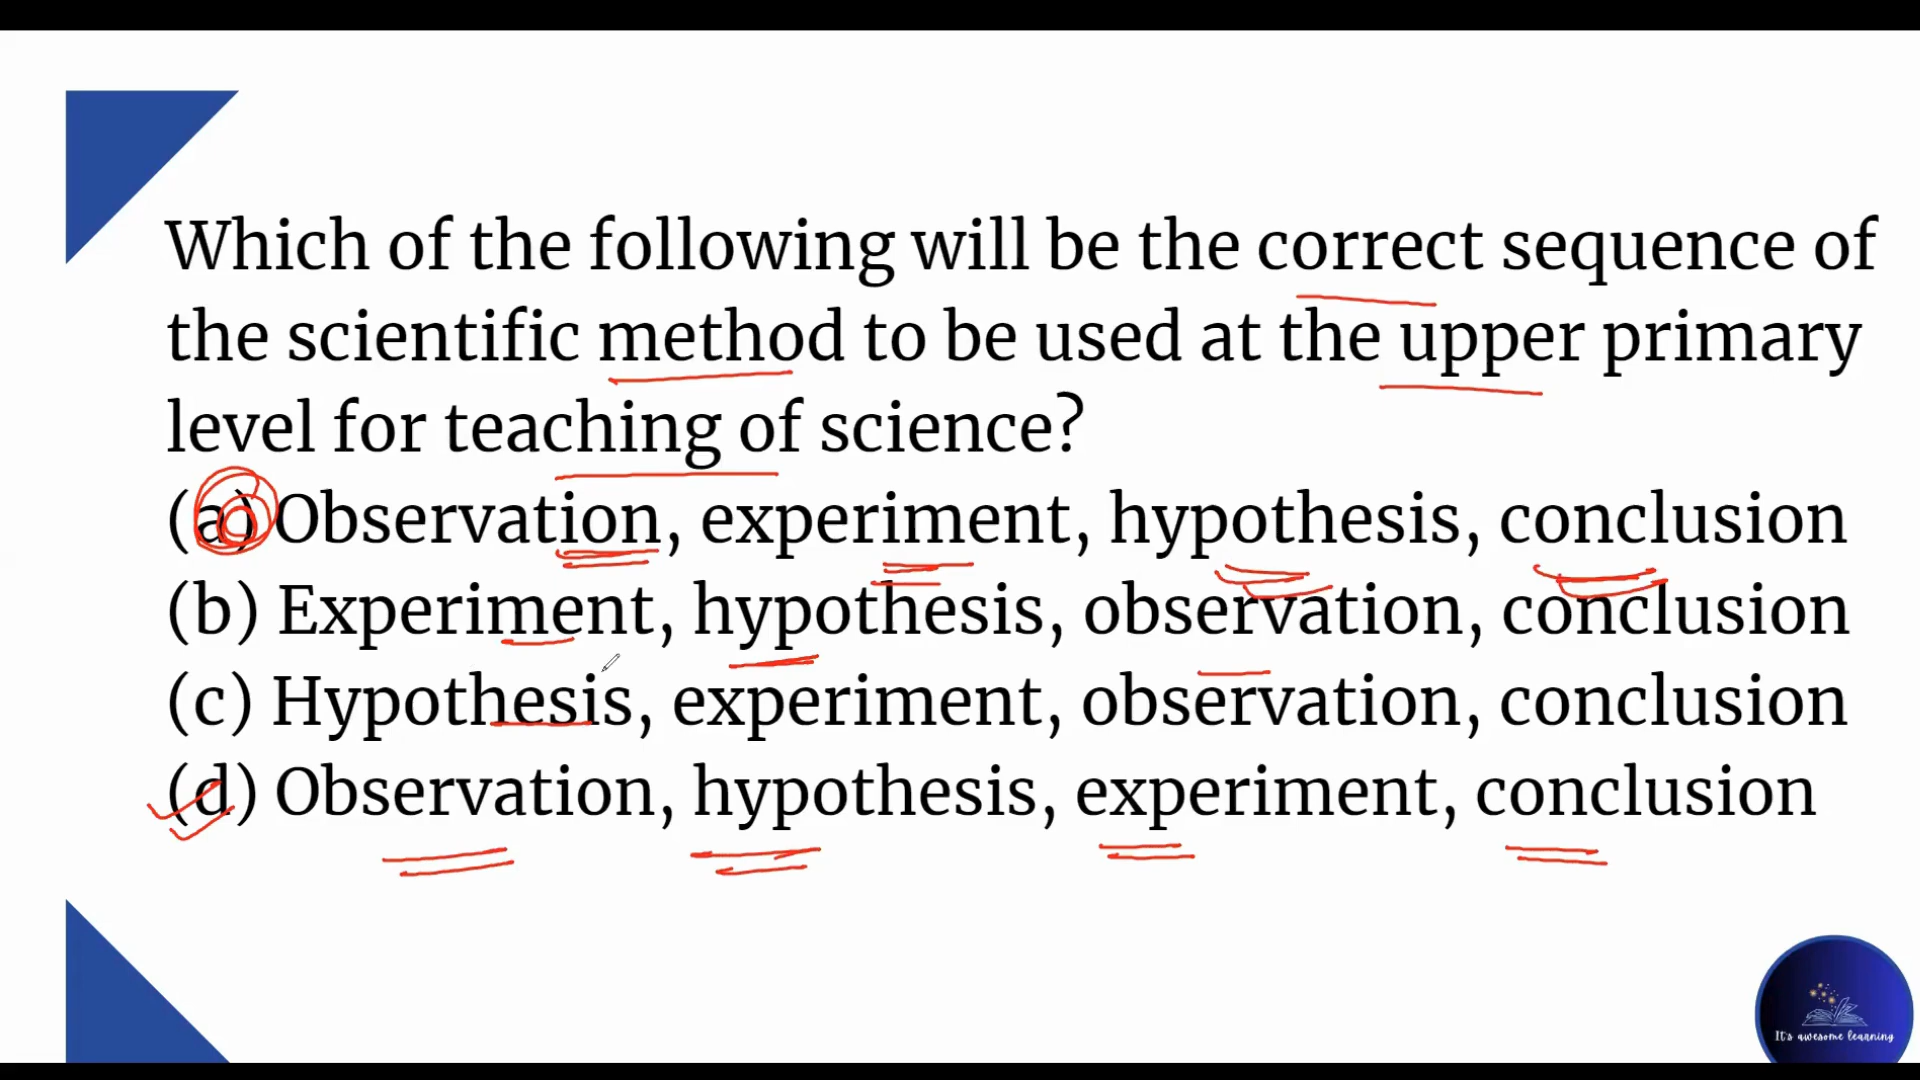 Which of the following will be the correct sequence of
the scientific method to be used at the upper primary
level for teaching of science?
(a) Observation, experiment, hypothesis, conclusion
(b) Experiment, hypothesis, observation, conclusion
(c) Hypothesis, experiment, observation, conclusion
(d) Observation, hypothesis, experiment, conclusion
It's awesome learning